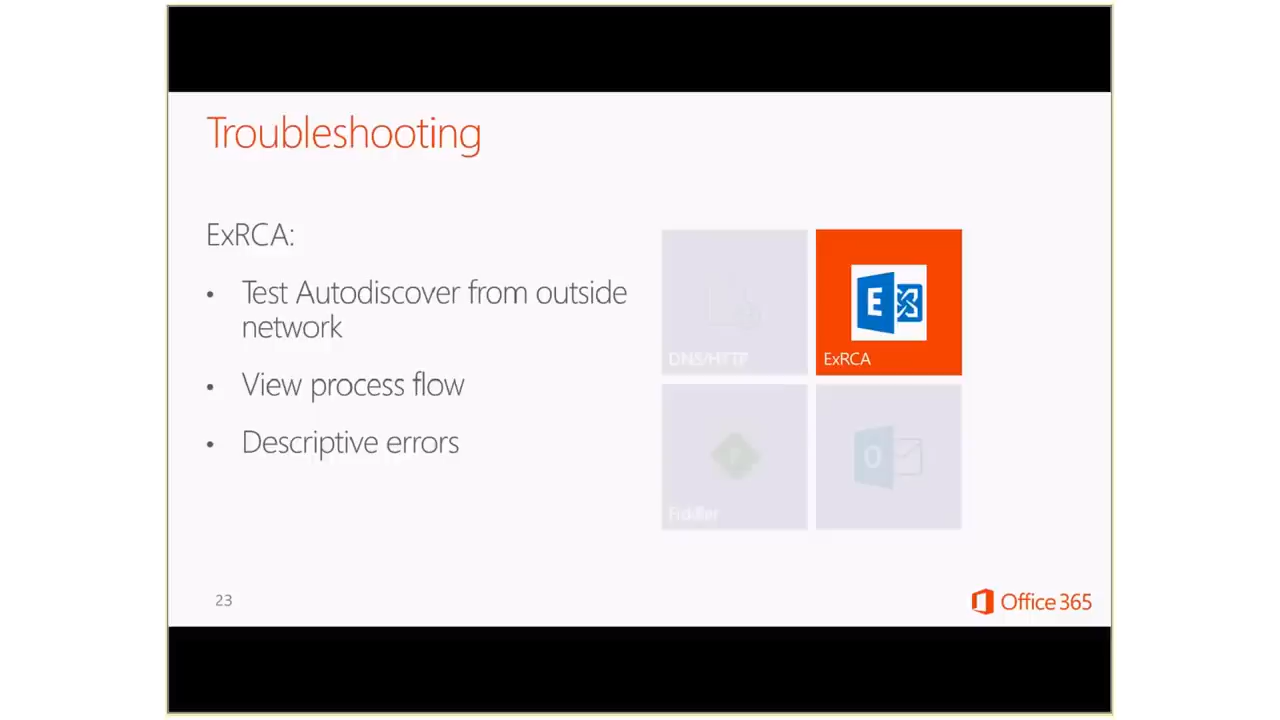 Troubleshooting
ExRCA:
• Test Autodiscover from outside
network
• View process flow
• Descriptive errors
DNS/HTTP
ExRCA
Fiddler
23
Office 365